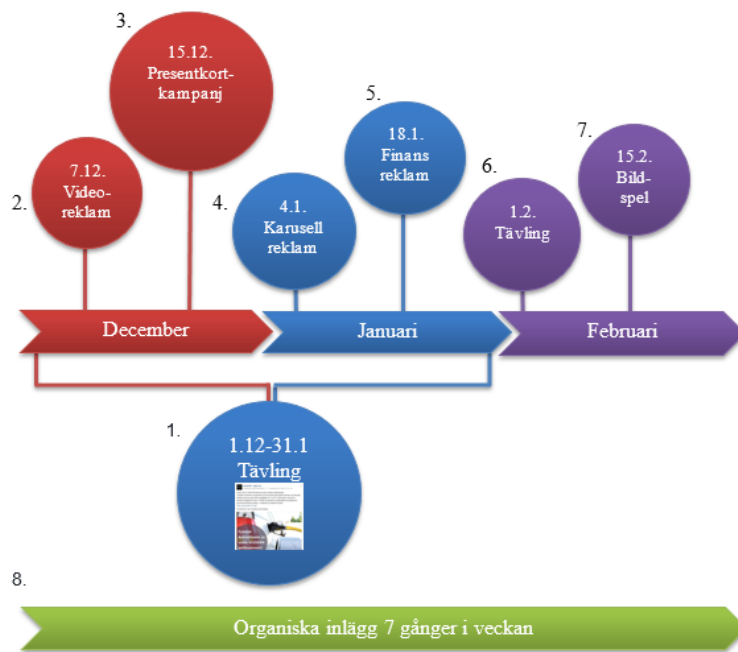 3.
15.12.
Presentkort-
kampanj
5.
18.1.
Finans
reklam
7.
15.2.
Bild-
spel
2.
7.12.
Video-
reklam
4.
4.1.
Karusell
reklam
6.
1.2.
Tävling
December
Januari
Februari
1.
1.12-31.1
Tävling
8.
Organiska inlägg 7 gånger i veckan